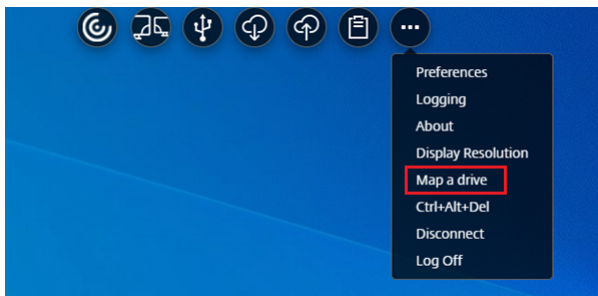 Preferences
Logging
About
Display Resolution
Map a drive
Ctrl+Alt+Del
Disconnect
Log Off